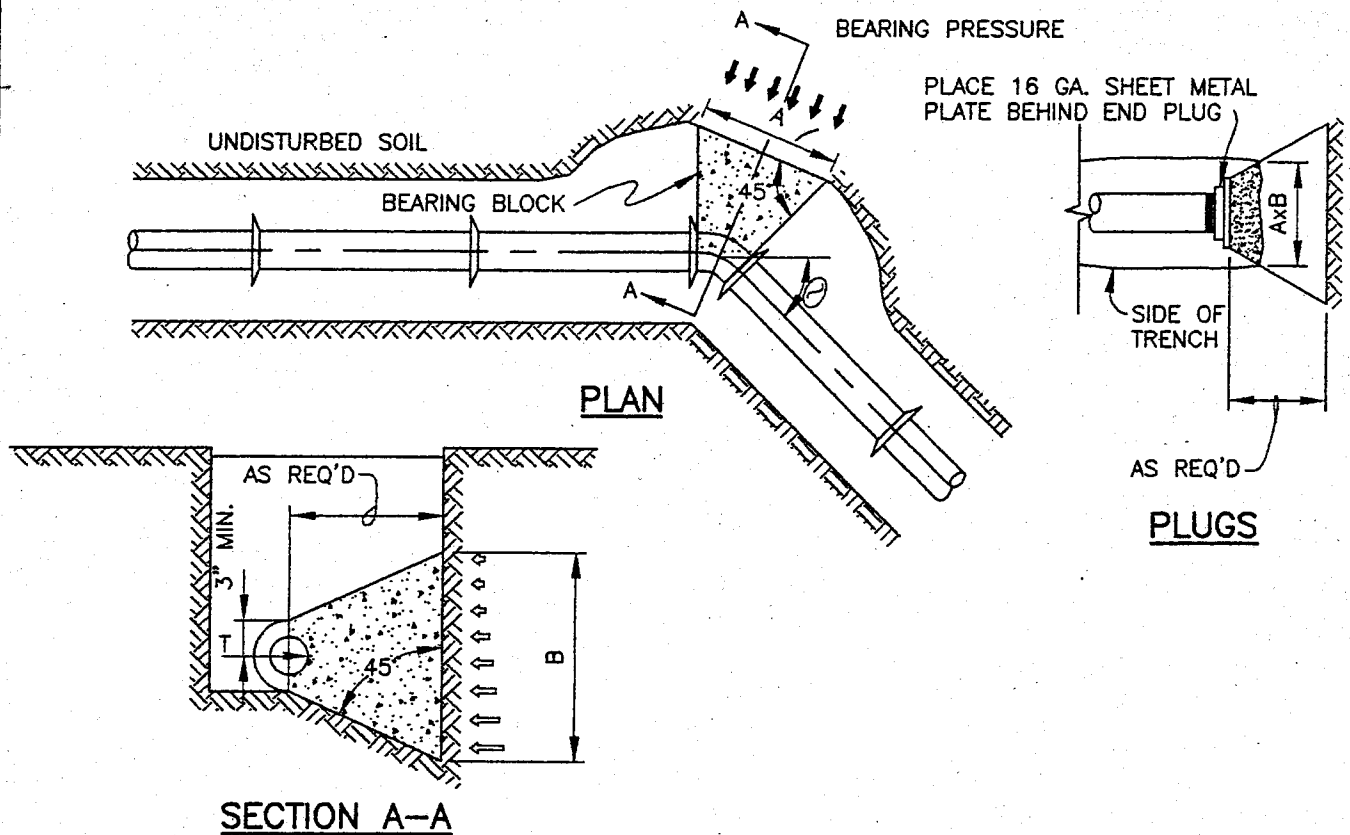 A
BEARING PRESSURE
PLACE 16 GA. SHEET METAL
PLATE BEHIND END PLUG
A
UNDISTURBED SOIL
45
BEARING BLOCK
AxB
A
SIDE OF
TRENCH
PLAN
AS REQ'D
AS REQ'D
PLUGS
3" MIN.
T
45
B
SECTION A-A